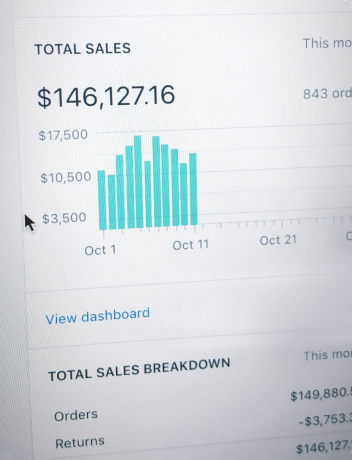 TOTAL SALES This mo
$146,127.16 843 ord
$17,500
$10,500
$3,500
Oct 1 Oct 11 Oct 21
View dashboard
TOTAL SALES BREAKDOWN This mo
Orders $149,880.
Returns -$3,753.
$146,127.